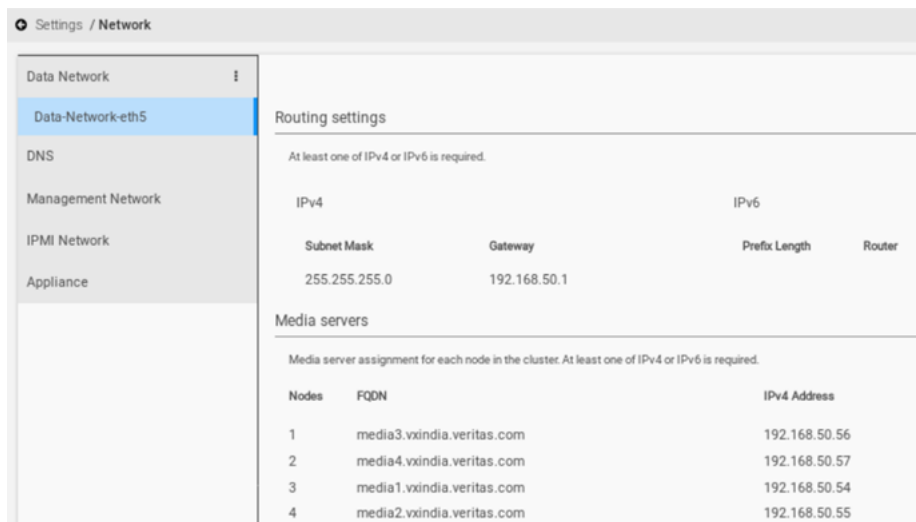 Settings / Network
Data Network
Data-Network-eth5
DNS
Management Network
IPMI Network
Appliance
Routing settings
At least one of IPv4 or IPv6 is required.
IPv4 IPv6
Subnet Mask Gateway Prefix Length Router
255.255.255.0 192.168.50.1
Media servers
Media server assignment for each node in the cluster. At least one of IPv4 or IPv6 is required.
Nodes FQDN IPv4 Address
1 media3.vxindia.veritas.com 192.168.50.56
2 media4.vxindia.veritas.com 192.168.50.57
3 media1.vxindia.veritas.com 192.168.50.54
4 media2.vxindia.veritas.com 192.168.50.55